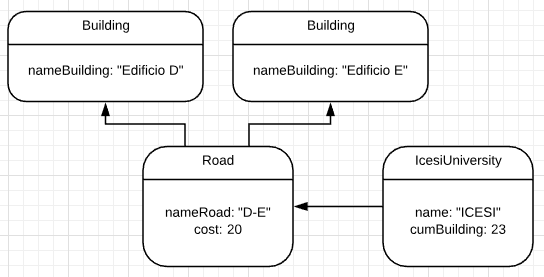 Building
nameBuilding: "Edificio D"
Building
nameBuilding: "Edificio E"
Road
nameRoad: "D-E"
cost: 20
IcesiUniversity
name: "ICESI"
cumBuilding: 23